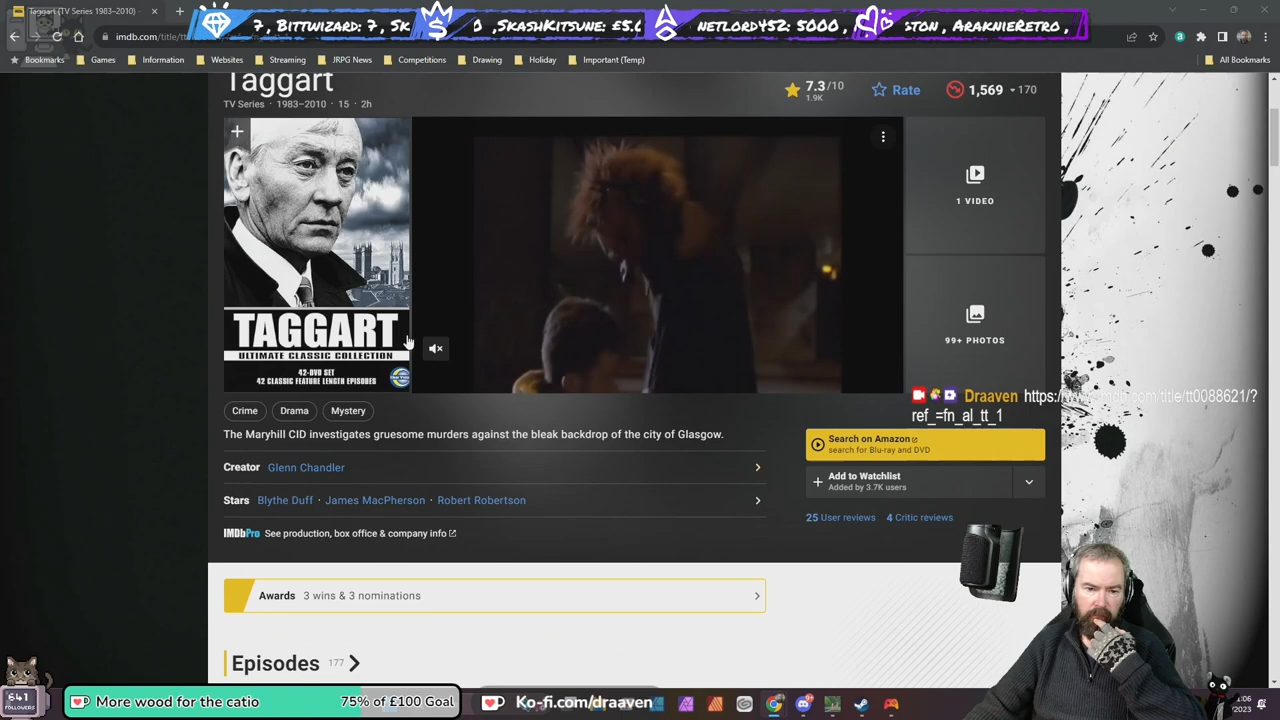 Taggart (TV Series 1983–2010) -
7, Bittwizard: 7, Sk
,SkashKitsune: £5.0
netlord452: 5000 ,
ston , AraknieRetro ,
imdb.com/title/tt
Bookmarks
Games
Information
Websites
Streaming
JRPG News
Competitions
Drawing
Holiday
Important (Temp)
All Bookmarks
Taggart
TV Series · 1983–2010 · 15 · 2h
7.3/10
1.9K
Rate
1,569
170
TAGGART
ULTIMATE CLASSIC COLLECTION
42-DVD SET
42 CLASSIC FEATURE LENGTH EPISODES
1 VIDEO
99+ PHOTOS
Draaven https://www.imdb.com/title/tt0088621/?
ref_=fn_al_tt_1
Crime
Drama
Mystery
The Maryhill CID investigates gruesome murders against the bleak backdrop of the city of Glasgow.
Creator Glenn Chandler
Stars Blythe Duff · James MacPherson · Robert Robertson
IMDbPro See production, box office & company info
Search on Amazon
search for Blu-ray and DVD
Add to Watchlist
Added by 3.7K users
25 User reviews 4 Critic reviews
Awards 3 wins & 3 nominations
Episodes 177
641
FOLLOWERS
More wood for the catio
75% of £100 Goal
Ko-fi.com/draaven
:06
2023